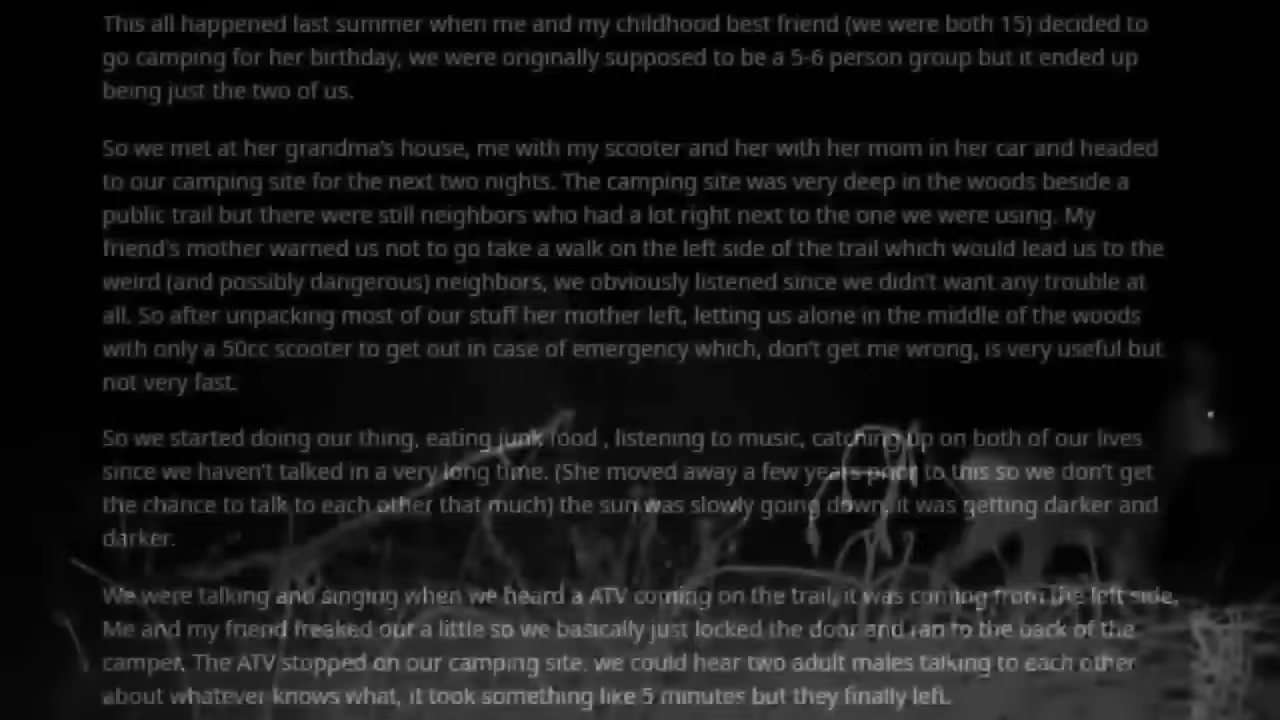 This all happened last summer when me and my childhood best friend (we were both 15) decided to
go camping for her birthday, we were originally supposed to be a 5-6 person group but it ended up
being just the two of us.
So we met at her grandma's house, me with my scooter and her with her mom in her car and headed
to our camping site for the next two nights. The camping site was very deep in the woods beside a
public trail but there were still neighbors who had a lot right next to the one we were using. My
friend's mother warned us not to go take a walk on the left side of the trail which would lead us to the
weird (and possibly dangerous) neighbors, we obviously listened since we didn't want any trouble at
all. So after unpacking most of our stuff her mother left, letting us alone in the middle of the woods
with only a 50cc scooter to get out in case of emergency which, don't get me wrong, is very useful but
not very fast.
So we started doing our thing, eating junk food , listening to music, catching up on both of our lives
since we haven't talked in a very long time. (She moved away a few years prior to this so we don't get
the chance to talk to each other that much) the sun was slowly going down, it was getting darker and
darker.
We were talking and singing when we heard a ATV coming on the trail, it was coming from the left side.
Me and my friend freaked out a little so we basically just locked the door and ran to the back of the
camper. The ATV stopped on our camping site, we could hear two adult males talking to each other
about whatever knows what, it took something like 5 minutes but they finally left.